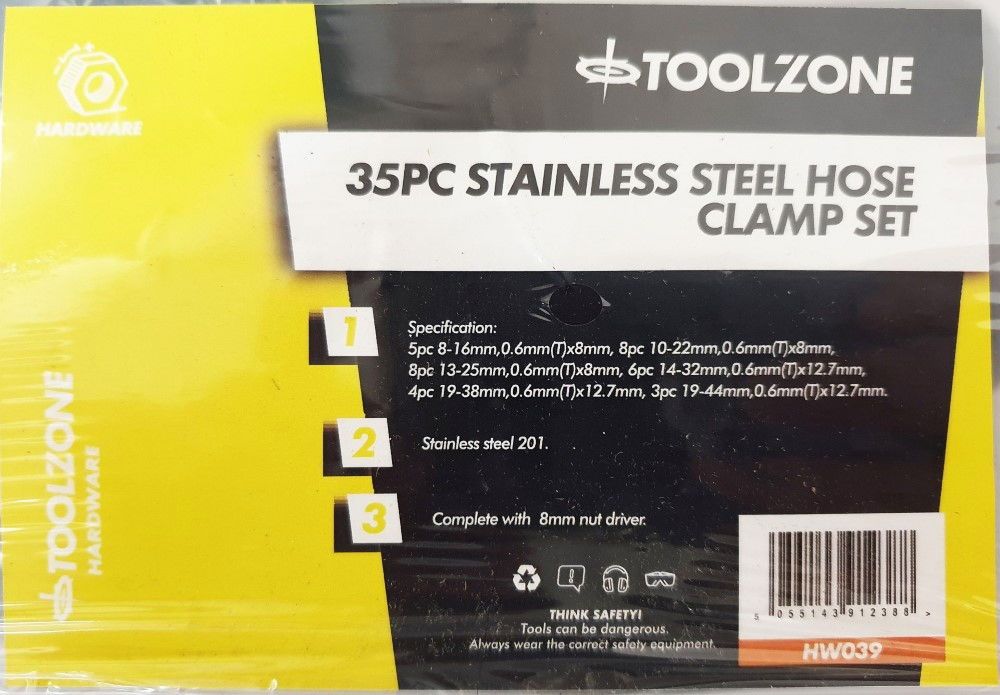 HARDWARE
TOOLZONE
35PC STAINLESS STEEL HOSE
CLAMP SET
1
Specification:
5pc 8-16mm,0.6mm(T)x8mm, 8pc 10-22mm,0.6mm(T)x8mm,
8pc 13-25mm,0.6mm(T)x8mm, 6pc 14-32mm,0.6mm(T)x12.7mm,
4pc 19-38mm,0.6mm(T)x12.7mm, 3pc 19-44mm,0.6mm(T)x12.7mm.
2
Stainless steel 201.
3
Complete with 8mm nut driver.
TOOLZONE
HARDWARE
THINK SAFETY!
Tools can be dangerous.
Always wear the correct safety equipment.
5 055143 912388 >
HW039